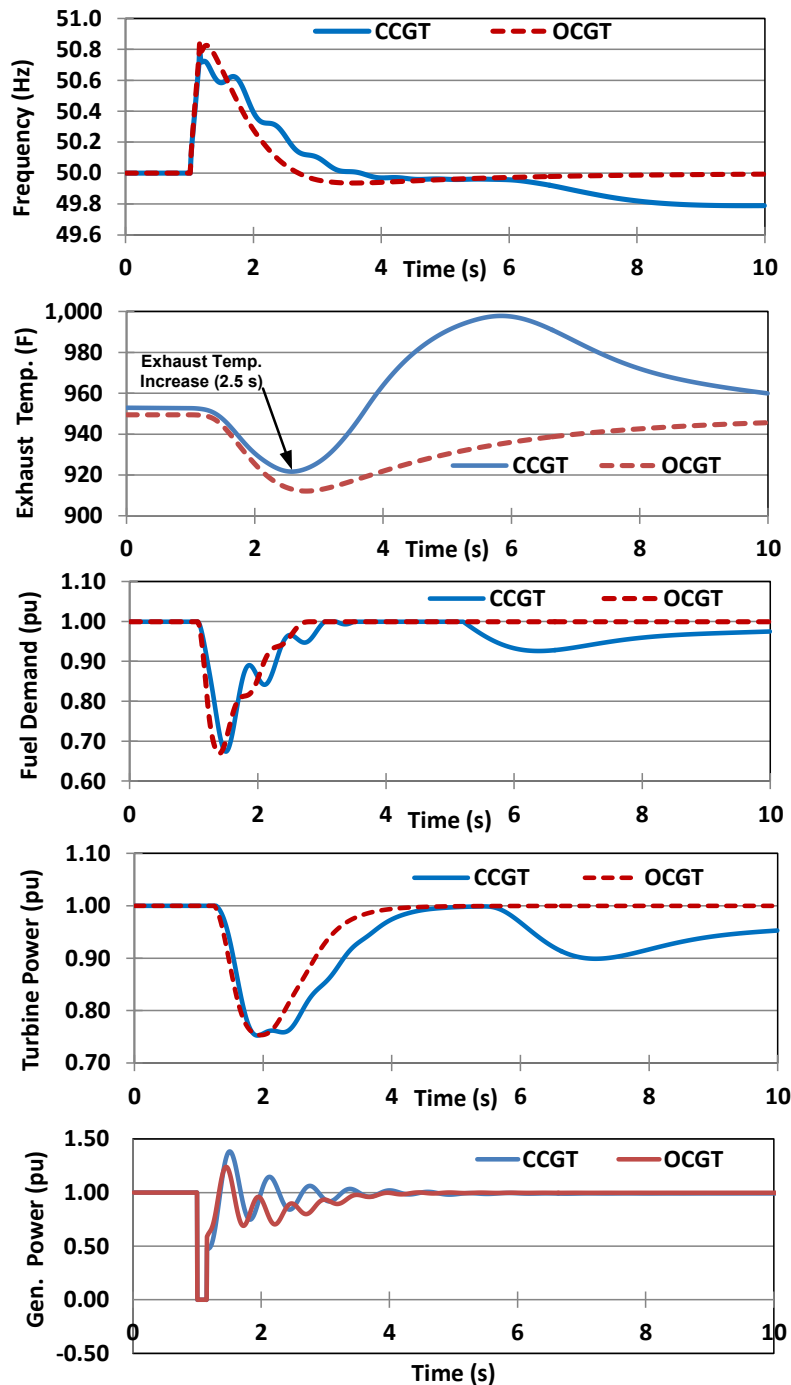 Frequency (Hz)
51.0
50.8
50.6
50.4
50.2
50.0
49.8
49.6
CCGT OCGT
0 2 4 6 8 10
Time (s)
Exhaust Temp. (F)
1,000
980
960
940
920
900
Exhaust Temp.
Increase (2.5 s)
CCGT OCGT
0 2 4 6 8 10
Time (s)
Fuel Demand (pu)
1.10
1.00
0.90
0.80
0.70
0.60
CCGT OCGT
0 2 4 6 8 10
Time (s)
Turbine Power (pu)
1.10
1.00
0.90
0.80
0.70
CCGT OCGT
0 2 4 6 8 10
Time (s)
Gen. Power (pu)
1.50
1.00
0.50
0.00
-0.50
CCGT OCGT
0 2 4 6 8 10
Time (s)